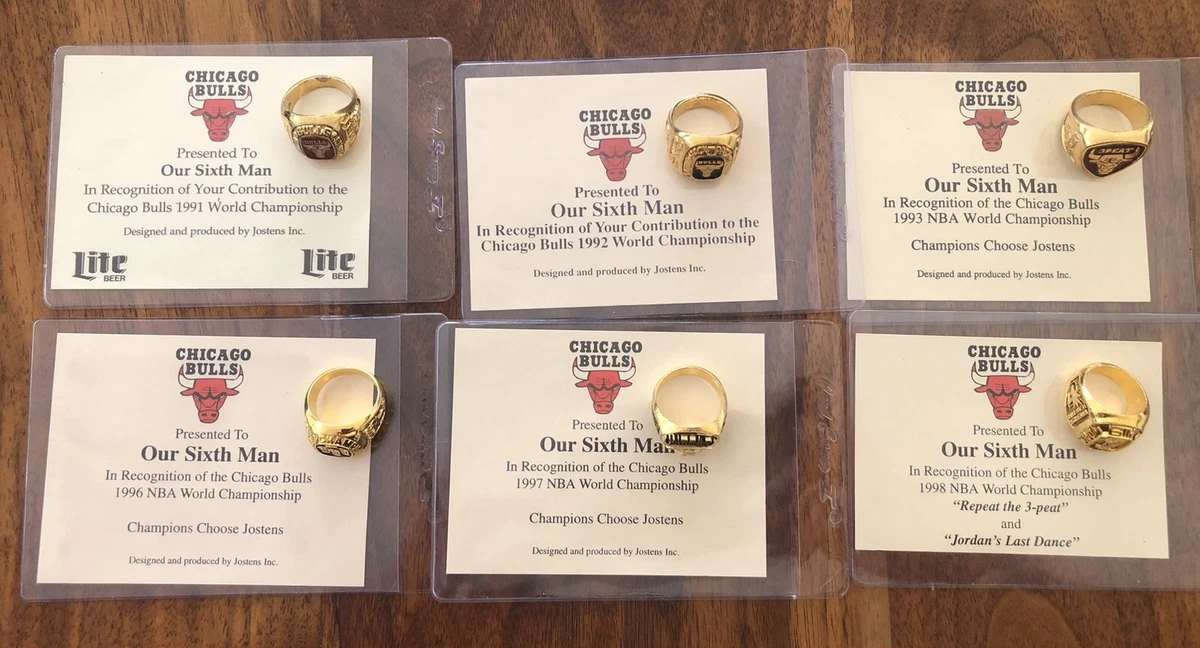 CHICAGO
BULLS
Presented To
Our Sixth Man
In Recognition of Your Contribution to the
Chicago Bulls 1991 World Championship
Designed and produced by Jostens Inc.
Lite
BEER
Lite
BEER
BULLS
CHICAGO
BULLS
Presented To
Our Sixth Man
In Recognition of Your Contribution to the
Chicago Bulls 1992 World Championship
Designed and produced by Jostens Inc.
BULLS
CHICAGO
BULLS
Presented To
Our Sixth Man
In Recognition of the Chicago Bulls
1993 NBA World Championship
Champions Choose Jostens
Designed and produced by Jostens Inc.
3PEAT
CHICAGO
BULLS
Presented To
Our Sixth Man
In Recognition of the Chicago Bulls
1996 NBA World Championship
Champions Choose Jostens
Designed and produced by Jostens Inc.
CHICAGO
BULLS
Presented To
Our Sixth Man
In Recognition of the Chicago Bulls
1997 NBA World Championship
Champions Choose Jostens
Designed and produced by Jostens Inc.
CHICAGO
BULLS
Presented To
Our Sixth Man
In Recognition of the Chicago Bulls
1998 NBA World Championship
“Repeat the 3-peat”
and
“Jordan’s Last Dance”